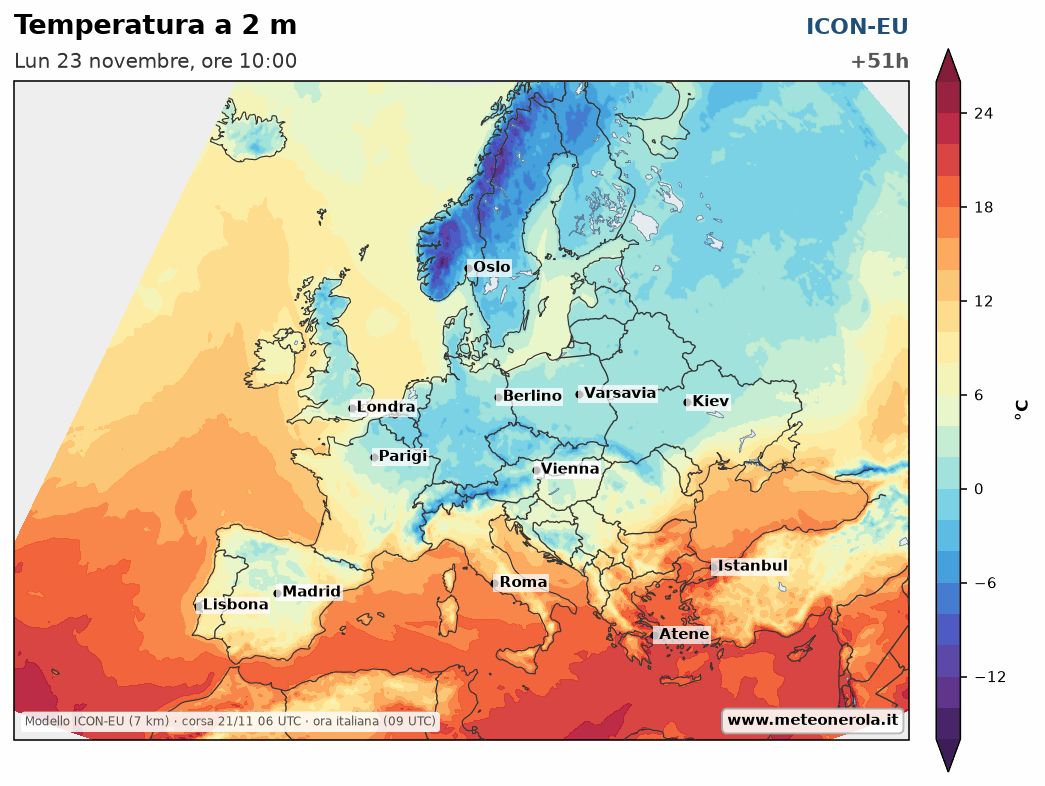 Temperatura a 2 m
ICON-EU
Lun 23 novembre, ore 10:00
+51h
24
18
12
6
0
−6
−12
°C
Oslo
Londra
Berlino
Varsavia
Kiev
Parigi
Vienna
Istanbul
Roma
Madrid
Lisbona
Atene
Modello ICON-EU (7 km) · corsa 21/11 06 UTC · ora italiana (09 UTC)
www.meteonerola.it